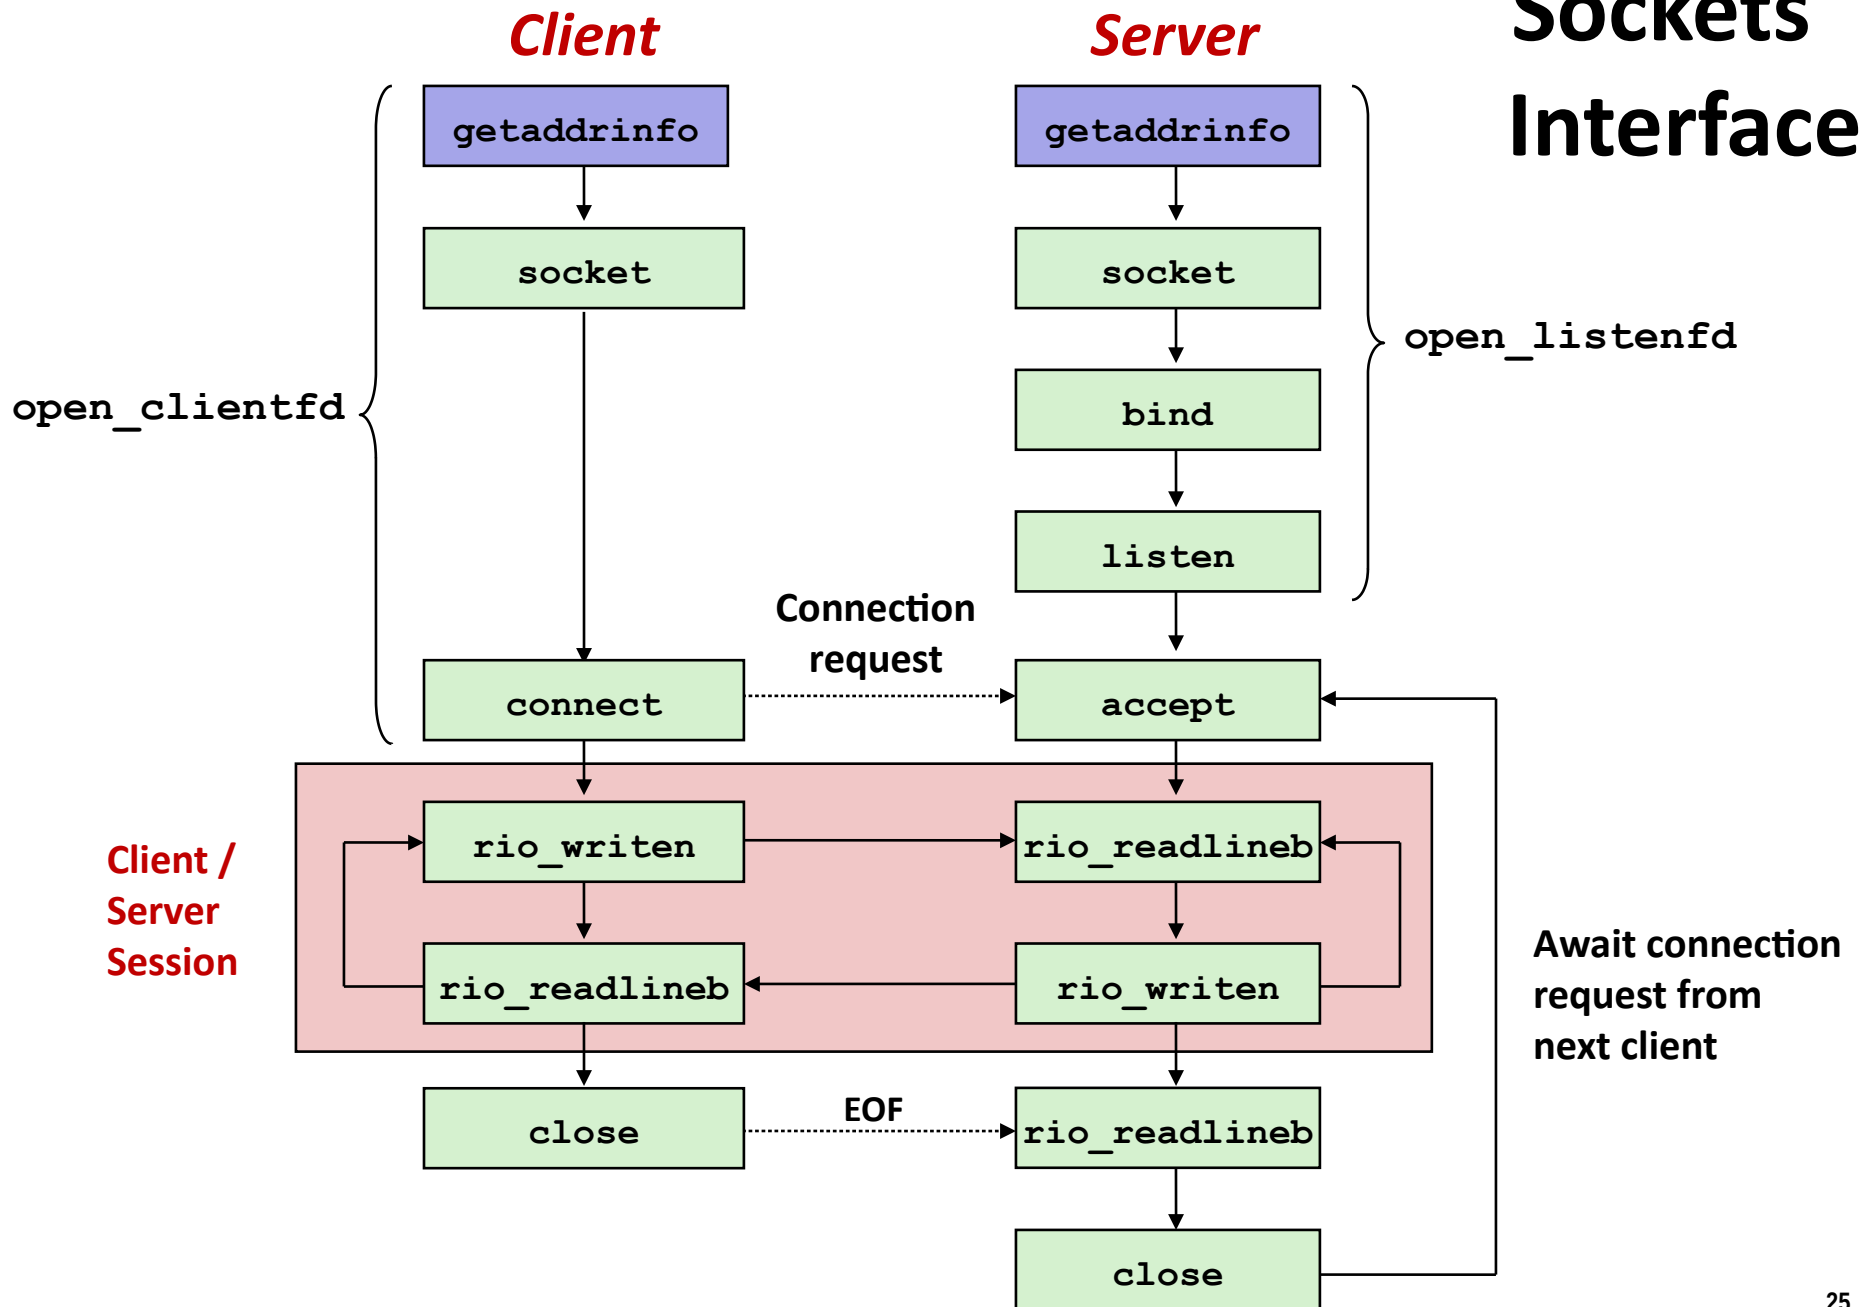 Sockets
Interface
Client
Server
getaddrinfo
getaddrinfo
socket
socket
open_listenfd
open_clientfd
bind
listen
Connection
request
connect
accept
Client /
Server
Session
rio_writen
rio_readlineb
rio_readlineb
rio_writen
Await connection
request from
next client
close
EOF
rio_readlineb
close
25